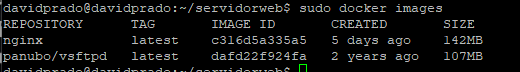 davidprado@davidprado:~/servidorweb$ sudo docker images
REPOSITORY TAG IMAGE ID CREATED SIZE
nginx latest c316d5a335a5 5 days ago 142MB
panubo/vsftpd latest dafd22f924fa 2 years ago 107MB
davidprado@davidprado:~/servidorweb$